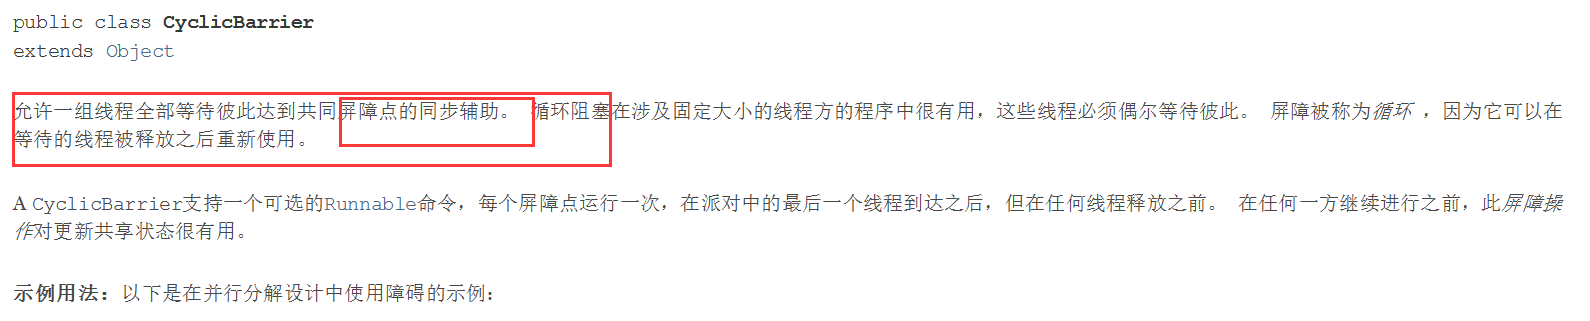 public class CyclicBarrier
extends Object
允许一组线程全部等待彼此达到共同屏障点的同步辅助。 循环阻塞在涉及固定大小的线程方的程序中很有用，这些线程必须偶尔等待彼此。 屏障被称为循环 ，因为它可以在
等待的线程被释放之后重新使用。
A CyclicBarrier支持一个可选的Runnable命令，每个屏障点运行一次，在派对中的最后一个线程到达之后，但在任何线程释放之前。 在任何一方继续进行之前，此屏障操
作对更新共享状态很有用。
示例用法：以下是在并行分解设计中使用障碍的示例：